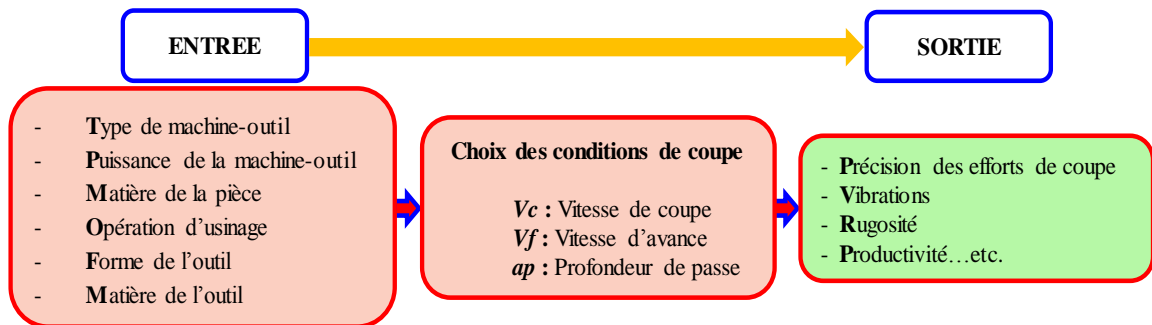 ENTREE
SORTIE
- Type de machine-outil
- Puissance de la machine-outil
- Matière de la pièce
- Opération d’usinage
- Forme de l’outil
- Matière de l’outil
Choix des conditions de coupe
Vc : Vitesse de coupe
Vf : Vitesse d’avance
ap : Profondeur de passe
- Précision des efforts de coupe
- Vibrations
- Rugosité
- Productivité…etc.